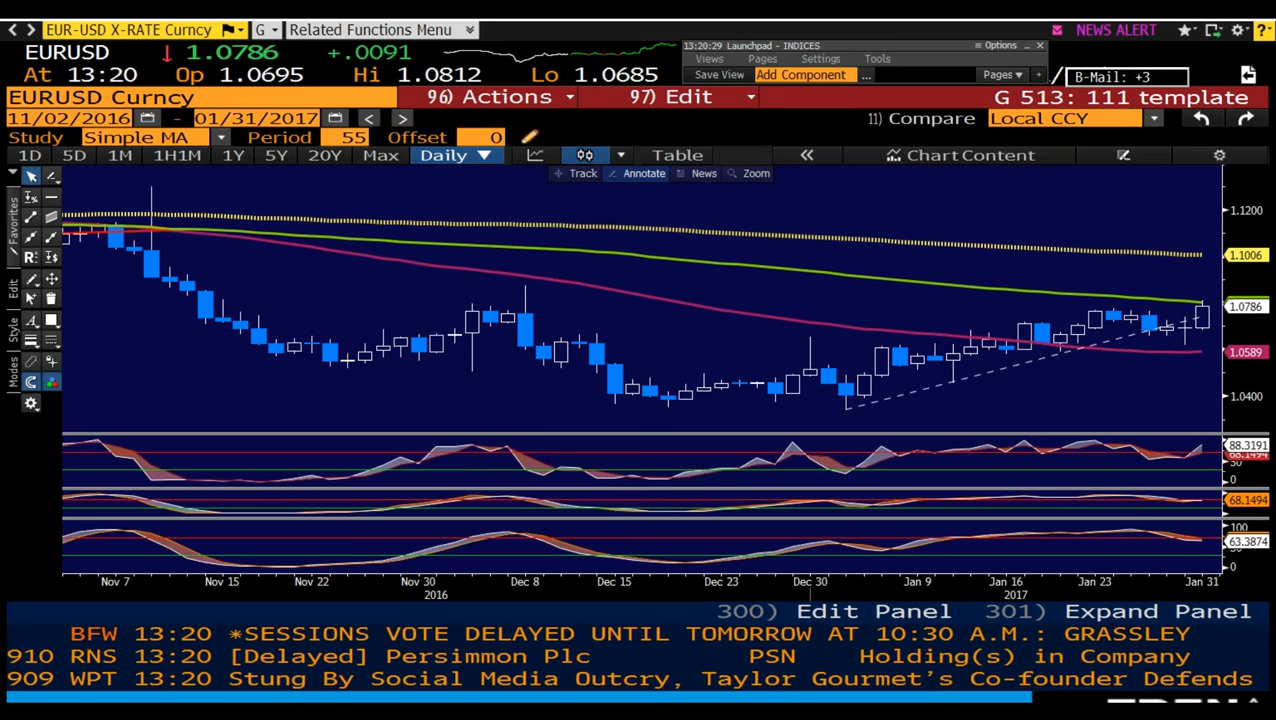 EUR-USD X-RATE Curncy G Related Functions Menu NEWS ALERT
EURUSD 1.0786 +.0091
At 13:20 Op 1.0695 Hi 1.0812 Lo 1.0685
13:20:29 Launchpad - INDICES Options
Views Pages Settings Tools
Save View Add Component ... Pages +
B-Mail: +3
EURUSD Curncy 96) Actions 97) Edit G 513: 111 template
11/02/2016 - 01/31/2017 < > 11) Compare Local CCY
Study Simple MA Period 55 Offset 0
1D 5D 1M 1H1M 1Y 5Y 20Y Max Daily Table « Chart Content
Track Annotate News Zoom
Favorites
Edit
Style
Modes
1.1200
1.1006
1.0786
1.0589
1.0400
88.3191
50
0
68.1494
100
63.3874
0
Nov 7 Nov 15 Nov 22 Nov 30 Dec 8 Dec 15 Dec 23 Dec 30 Jan 9 Jan 16 Jan 23 Jan 31
2016 2017
300) Edit Panel 301) Expand Panel
BFW 13:20 *SESSIONS VOTE DELAYED UNTIL TOMORROW AT 10:30 A.M.: GRASSLEY
910 RNS 13:20 [Delayed] Persimmon Plc PSN Holding(s) in Company
909 WPT 13:20 Stung By Social Media Outcry, Taylor Gourmet's Co-founder Defends